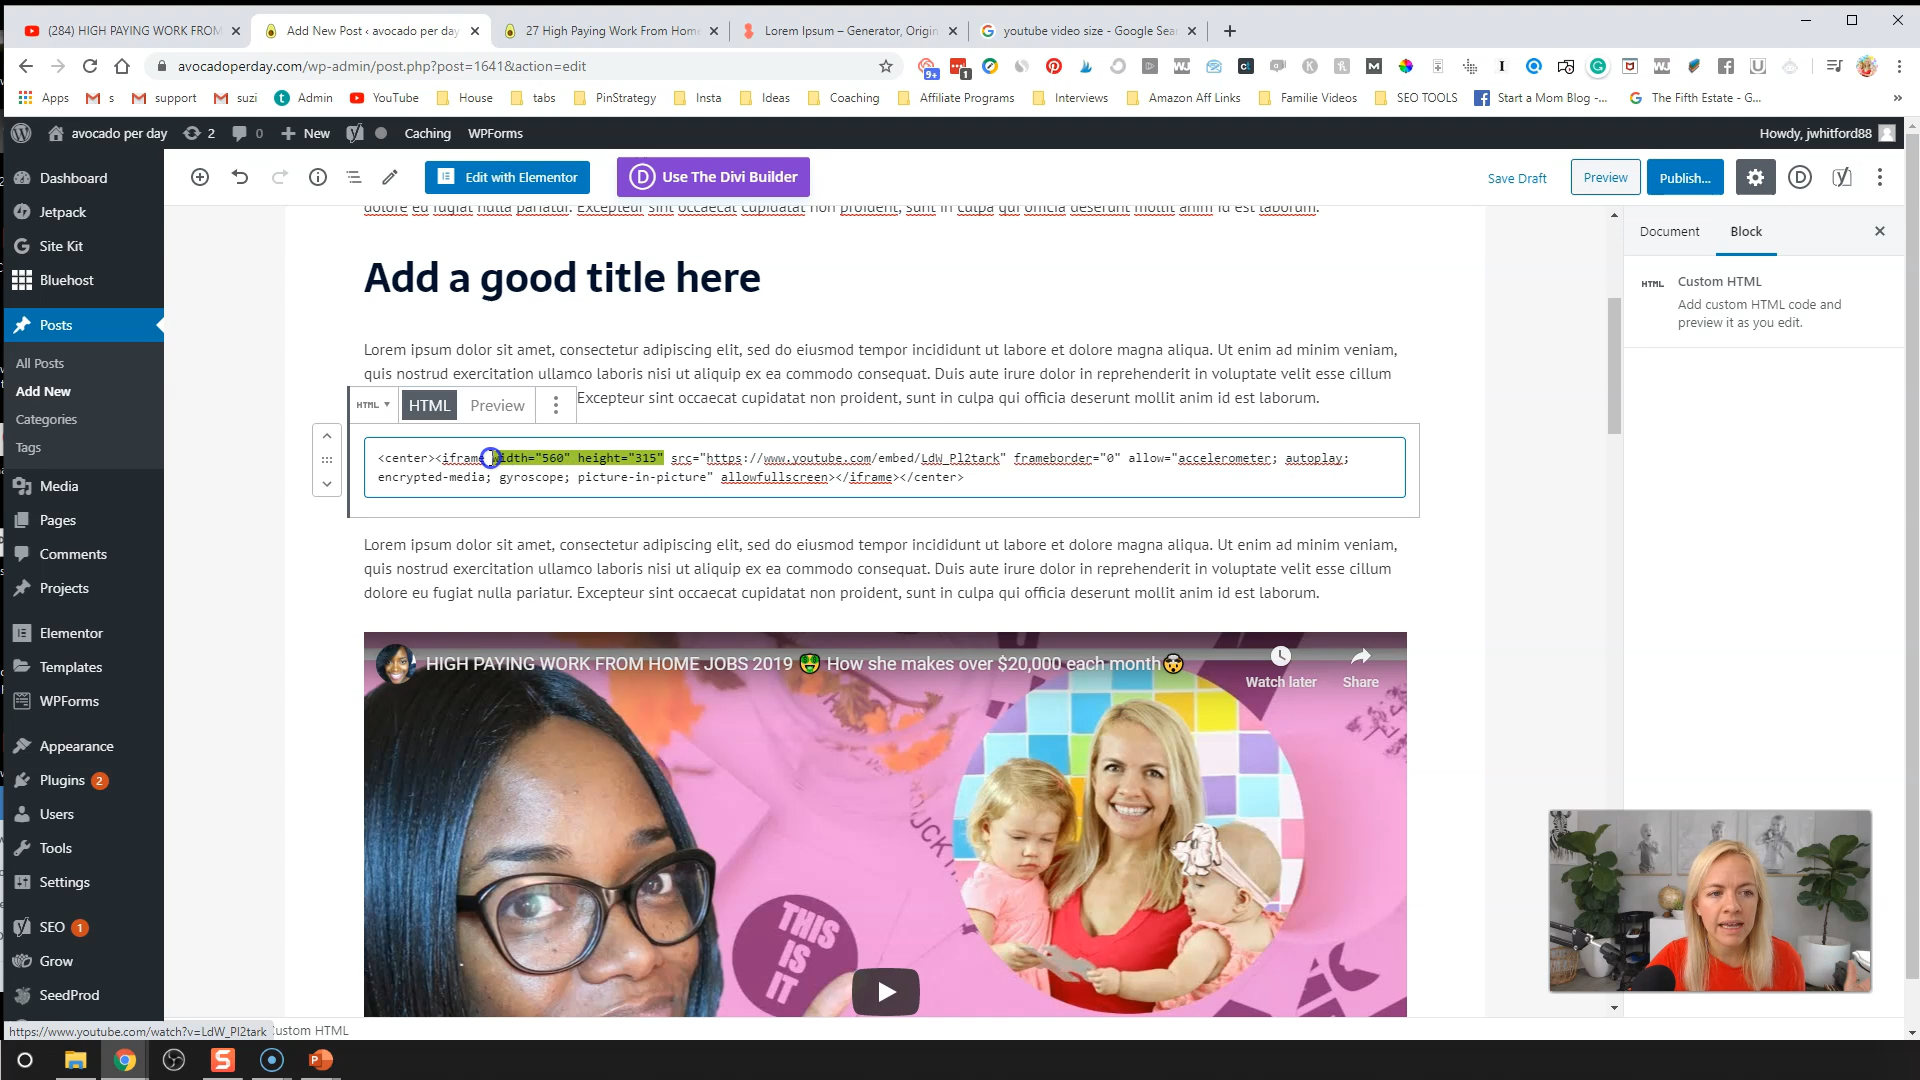 (284) HIGH PAYING WORK FROM
Add New Post ‹ avocado per day
27 High Paying Work From Home
Lorem Ipsum – Generator, Origin
youtube video size - Google Sear
avocadoperday.com/wp-admin/post.php?post=1641&action=edit
Apps
s
support
suzi
Admin
YouTube
House
tabs
PinStrategy
Insta
Ideas
Coaching
Affiliate Programs
Interviews
Amazon Aff Links
Familie Videos
SEO TOOLS
Start a Mom Blog -...
The Fifth Estate - G...
avocado per day
2
0
New
Caching
WPForms
Howdy, jwhitford88
Dashboard
Jetpack
Site Kit
Bluehost
Posts
All Posts
Add New
Categories
Tags
Media
Pages
Comments
Projects
Elementor
Templates
WPForms
Appearance
Plugins 2
Users
Tools
Settings
SEO 1
Grow
SeedProd
Edit with Elementor
Use The Divi Builder
Save Draft
Preview
Publish...
dolore eu fugiat nulla pariatur. Excepteur sint occaecat cupidatat non proident, sunt in culpa qui officia deserunt mollit anim id est laborum.
Add a good title here
Lorem ipsum dolor sit amet, consectetur adipiscing elit, sed do eiusmod tempor incididunt ut labore et dolore magna aliqua. Ut enim ad minim veniam,
quis nostrud exercitation ullamco laboris nisi ut aliquip ex ea commodo consequat. Duis aute irure dolor in reprehenderit in voluptate velit esse cillum
Excepteur sint occaecat cupidatat non proident, sunt in culpa qui officia deserunt mollit anim id est laborum.
HTML
HTML
Preview
<center><iframe width="560" height="315" src="https://www.youtube.com/embed/LdW_Pl2tark" frameborder="0" allow="accelerometer; autoplay;
encrypted-media; gyroscope; picture-in-picture" allowfullscreen></iframe></center>
Lorem ipsum dolor sit amet, consectetur adipiscing elit, sed do eiusmod tempor incididunt ut labore et dolore magna aliqua. Ut enim ad minim veniam,
quis nostrud exercitation ullamco laboris nisi ut aliquip ex ea commodo consequat. Duis aute irure dolor in reprehenderit in voluptate velit esse cillum
dolore eu fugiat nulla pariatur. Excepteur sint occaecat cupidatat non proident, sunt in culpa qui officia deserunt mollit anim id est laborum.
HIGH PAYING WORK FROM HOME JOBS 2019 🤑 How she makes over $20,000 each month🤯
Watch later
Share
THIS
IS IT
Document
Block
HTML
Custom HTML
Add custom HTML code and
preview it as you edit.
https://www.youtube.com/watch?v=LdW_Pl2tark
ustom HTML